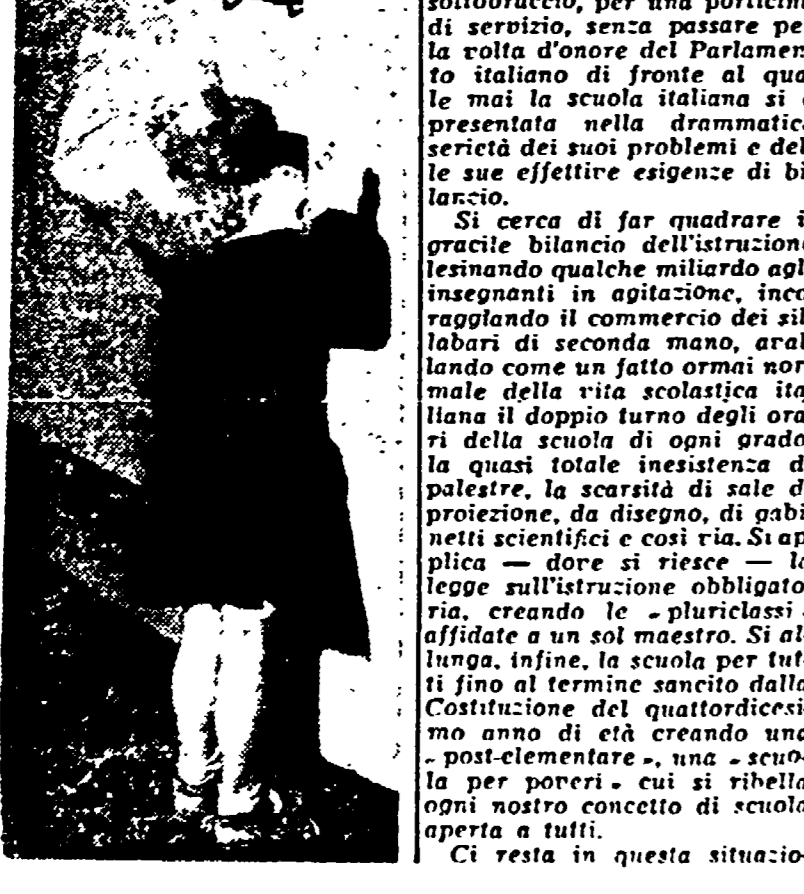 sottobraccio, per una porticina
di servizio, senza passare pe
la volta d'onore del Parlamen
to italiano di fronte al qua
le mai la scuola italiana si
presentata nella drammatic
serietà dei suoi problemi e del
le sue effettive esigenze di bi
lancio.
Si cerca di far quadrare i
gracile bilancio dell'istruzione
lesinando qualche miliardo agl
insegnanti in agitazione, inco
raggiando il commercio dei sil
labari di seconda mano, aval
lando come un fatto ormai nor
male della vita scolastica ita
liana il doppio turno degli ora
ri della scuola di ogni grado
la quasi totale inesistenza d
palestre, la scarsità di sale d
proiezione, da disegno, di gabi
netti scientifici e così via. Si ap
plica — dove si riesce — la
legge sull'istruzione obbligato
ria, creando le « pluriclassi
affidate a un sol maestro. Si al-
lunga, infine, la scuola per tut-
ti fino al termine sancito dalla
Costituzione del quattordicesi-
mo anno di età creando una
« post-elementare », una « scuo-
la per poveri » cui si ribella
ogni nostro concetto di scuola
aperta a tutti.
Ci resta in questa situazio-